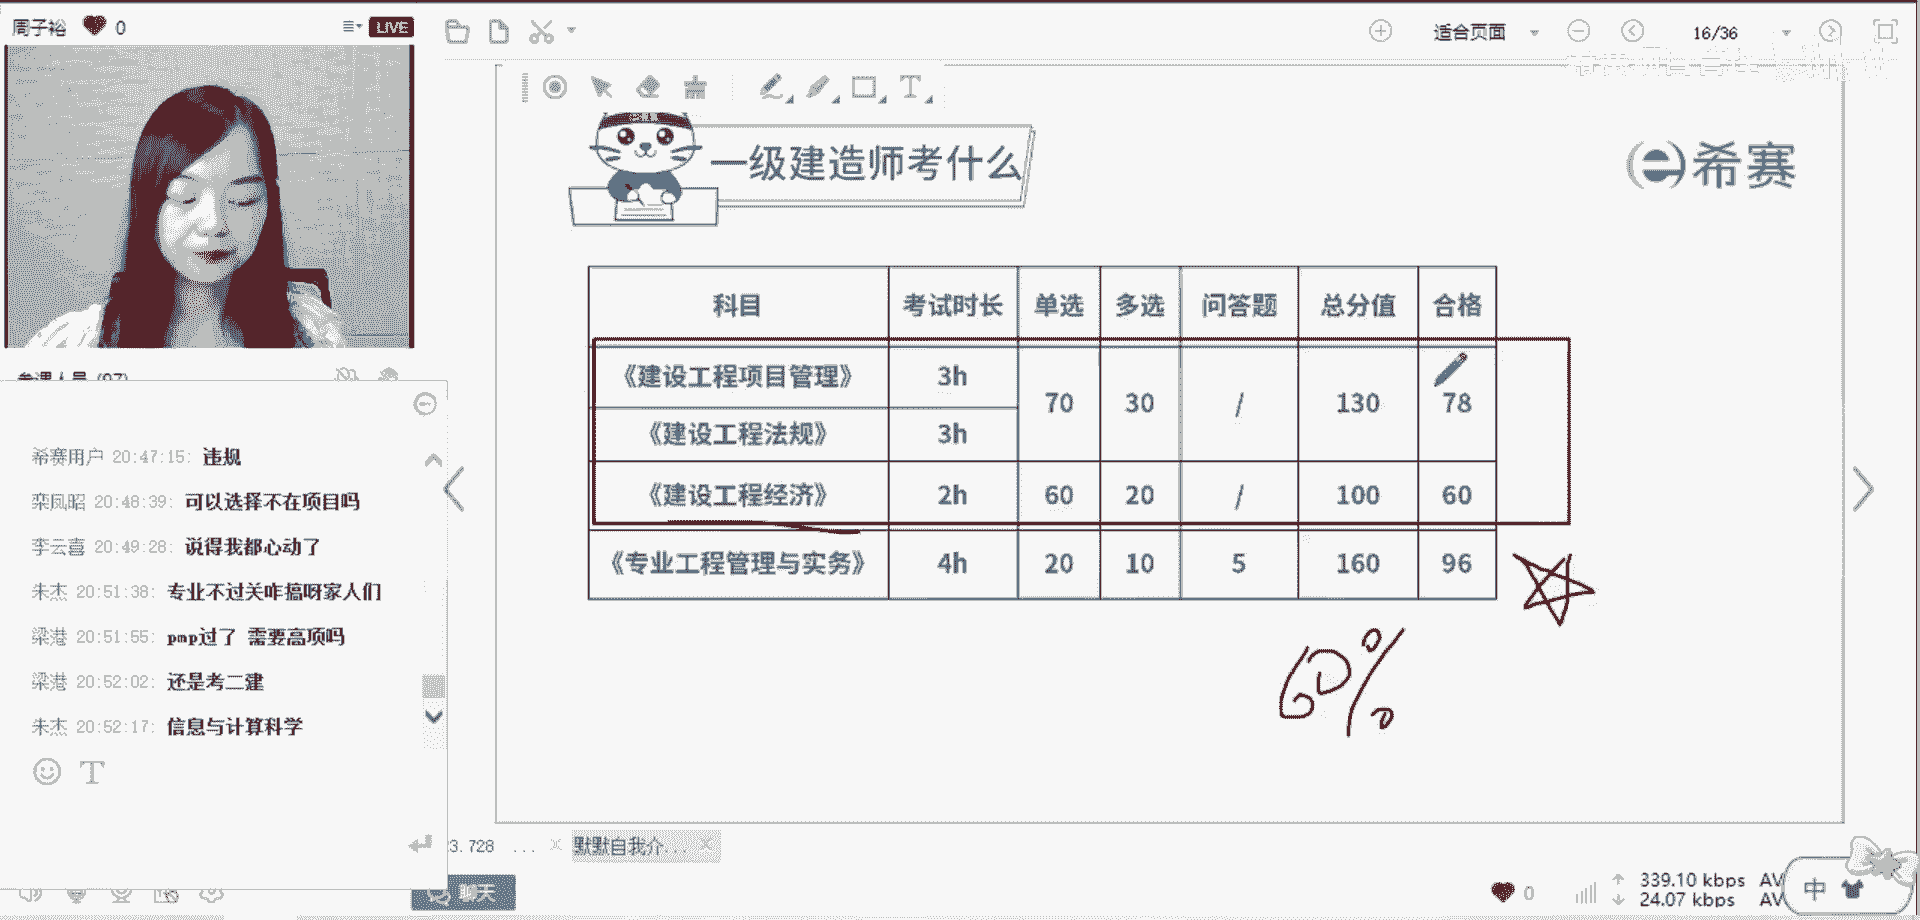 周子裕 0 LIVE
适合页面 16/36
一级建造师考什么
希赛
科目 考试时长 单选 多选 问答题 总分值 合格
《建设工程项目管理》 3h 70 30 / 130 78
《建设工程法规》 3h
《建设工程经济》 2h 60 20 / 100 60
《专业工程管理与实务》 4h 20 10 5 160 96
60%
希赛用户 20:47:15: 违规
栾凤昭 20:48:39: 可以选择不在项目吗
李云喜 20:49:28: 说得我都心动了
朱杰 20:51:38: 专业不过关咋搞呀家人们
梁港 20:51:55: pmp过了 需要高项吗
梁港 20:52:02: 还是考二建
朱杰 20:52:17: 信息与计算科学
T
3.728 ... 默默自我介...
聊天
0 339.10 kbps AV
24.07 kbps AV
中